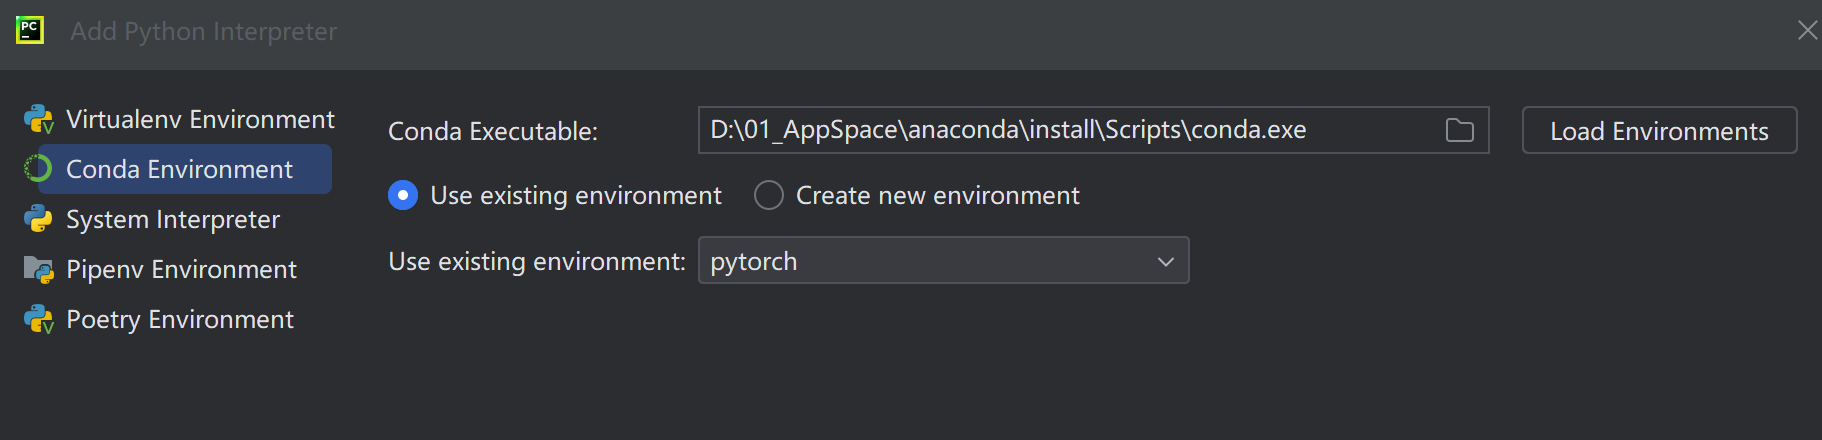 PC
Add Python Interpreter
Virtualenv Environment
Conda Environment
System Interpreter
Pipenv Environment
Poetry Environment
Conda Executable: D:\01_AppSpace\anaconda\install\Scripts\conda.exe Load Environments
Use existing environment Create new environment
Use existing environment: pytorch